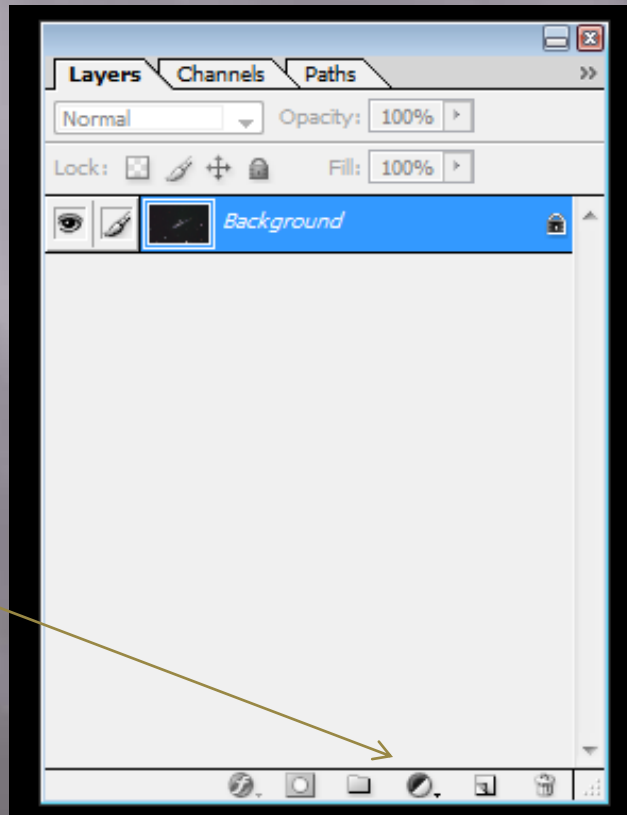 Layers Channels Paths
Normal Opacity: 100%
Lock: Fill: 100%
Background